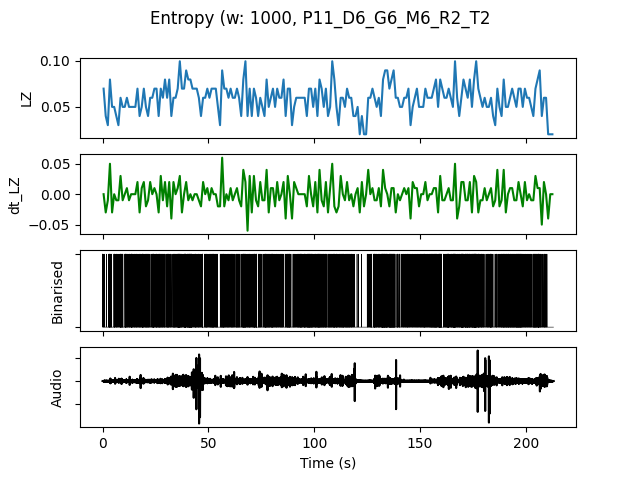 Entropy (w: 1000, P11_D6_G6_M6_R2_T2
0.10
0.05
LZ
0.05
0.00
−0.05
dt_LZ
Binarised
Audio
0 50 100 150 200
Time (s)